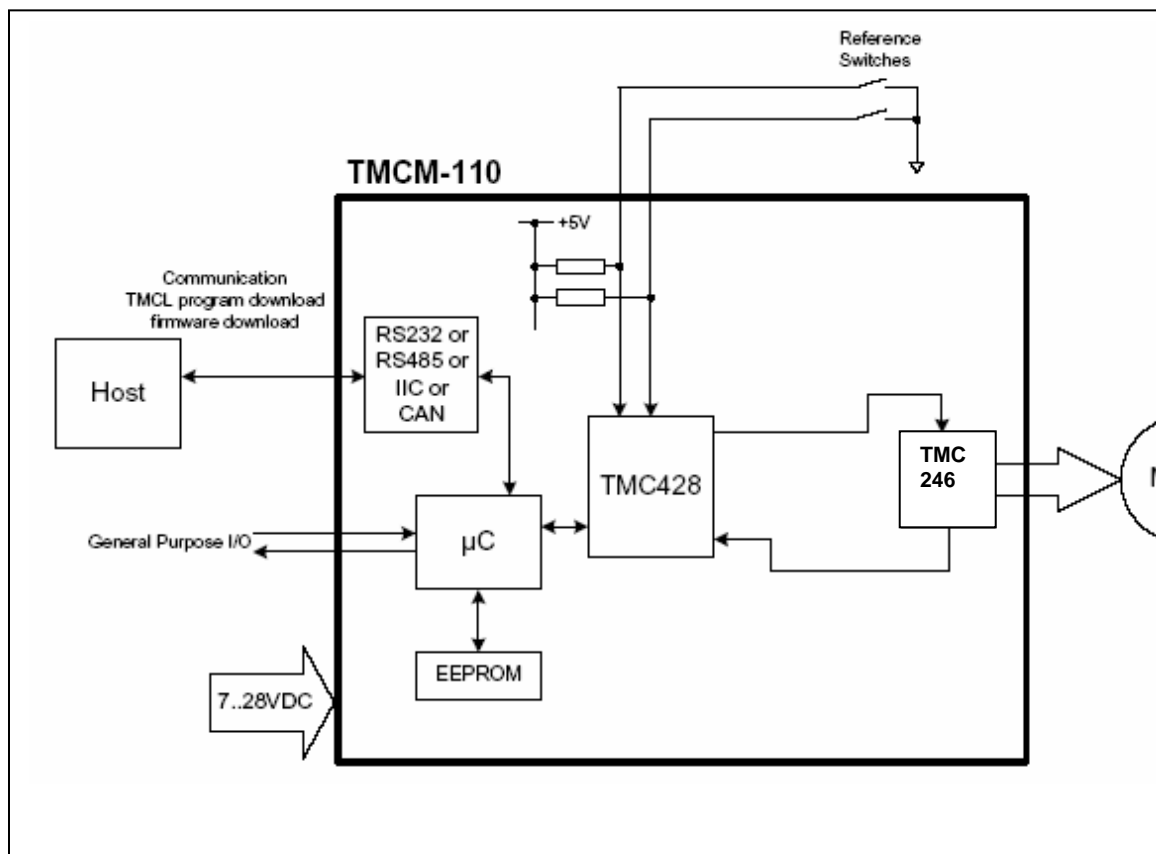 Reference
Switches
TMCM-110
+5V
Communication
TMCL program download
firmware download
RS232 or
RS485 or
IIC or
CAN
Host
TMC428
TMC
246
M
General Purpose I/O
µC
EEPROM
7..28VDC